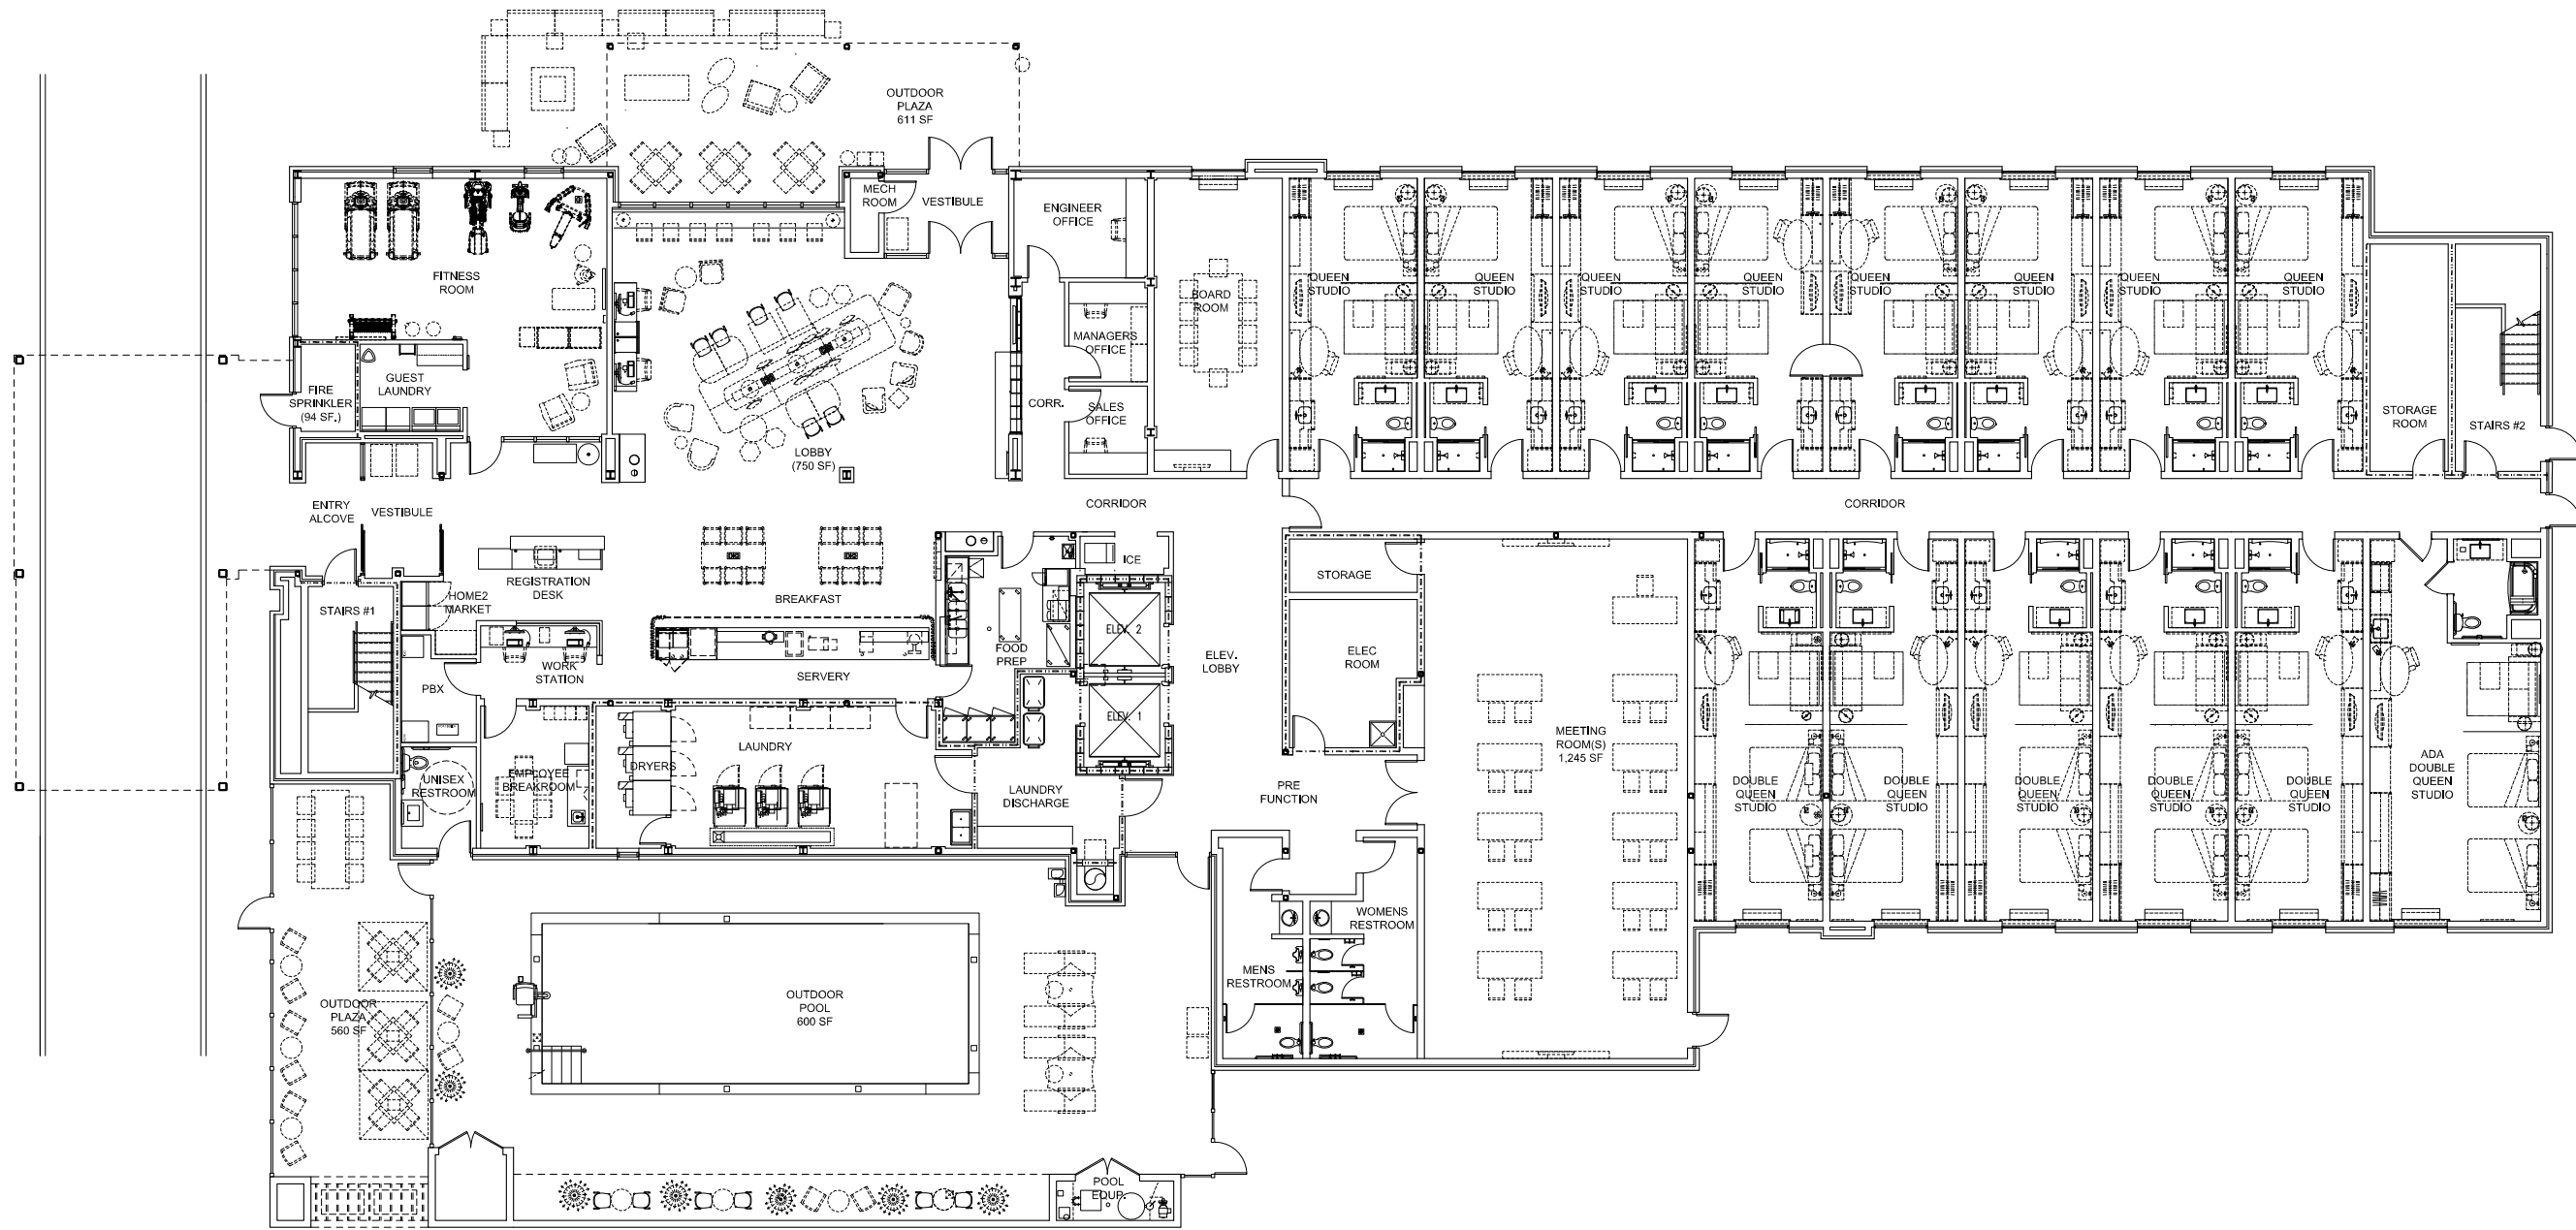 OUTDOOR
PLAZA
611 SF
MECH
ROOM
VESTIBULE
ENGINEER
OFFICE
FITNESS
ROOM
BOARD
ROOM
QUEEN
STUDIO
QUEEN
STUDIO
QUEEN
STUDIO
QUEEN
STUDIO
QUEEN
STUDIO
QUEEN
STUDIO
QUEEN
STUDIO
QUEEN
STUDIO
MANAGERS
OFFICE
GUEST
LAUNDRY
FIRE
SPRINKLER
(94 SF.)
CORR.
SALES
OFFICE
STORAGE
ROOM
STAIRS #2
LOBBY
(750 SF)
CORRIDOR
CORRIDOR
ENTRY
ALCOVE
VESTIBULE
REGISTRATION
DESK
ICE
STORAGE
STAIRS #1
HOME2
MARKET
BREAKFAST
ELEV. 2
FOOD
PREP
ELEV.
LOBBY
ELEC
ROOM
WORK
STATION
SERVERY
PBX
ELEV. 1
LAUNDRY
DRYERS
MEETING
ROOM(S)
1,245 SF
UNISEX
RESTROOM
EMPLOYEE
BREAKROOM
LAUNDRY
DISCHARGE
PRE
FUNCTION
DOUBLE
QUEEN
STUDIO
DOUBLE
QUEEN
STUDIO
DOUBLE
QUEEN
STUDIO
DOUBLE
QUEEN
STUDIO
DOUBLE
QUEEN
STUDIO
ADA
DOUBLE
QUEEN
STUDIO
WOMENS
RESTROOM
MENS
RESTROOM
OUTDOOR
PLAZA
560 SF
OUTDOOR
POOL
600 SF
POOL
EQUP.